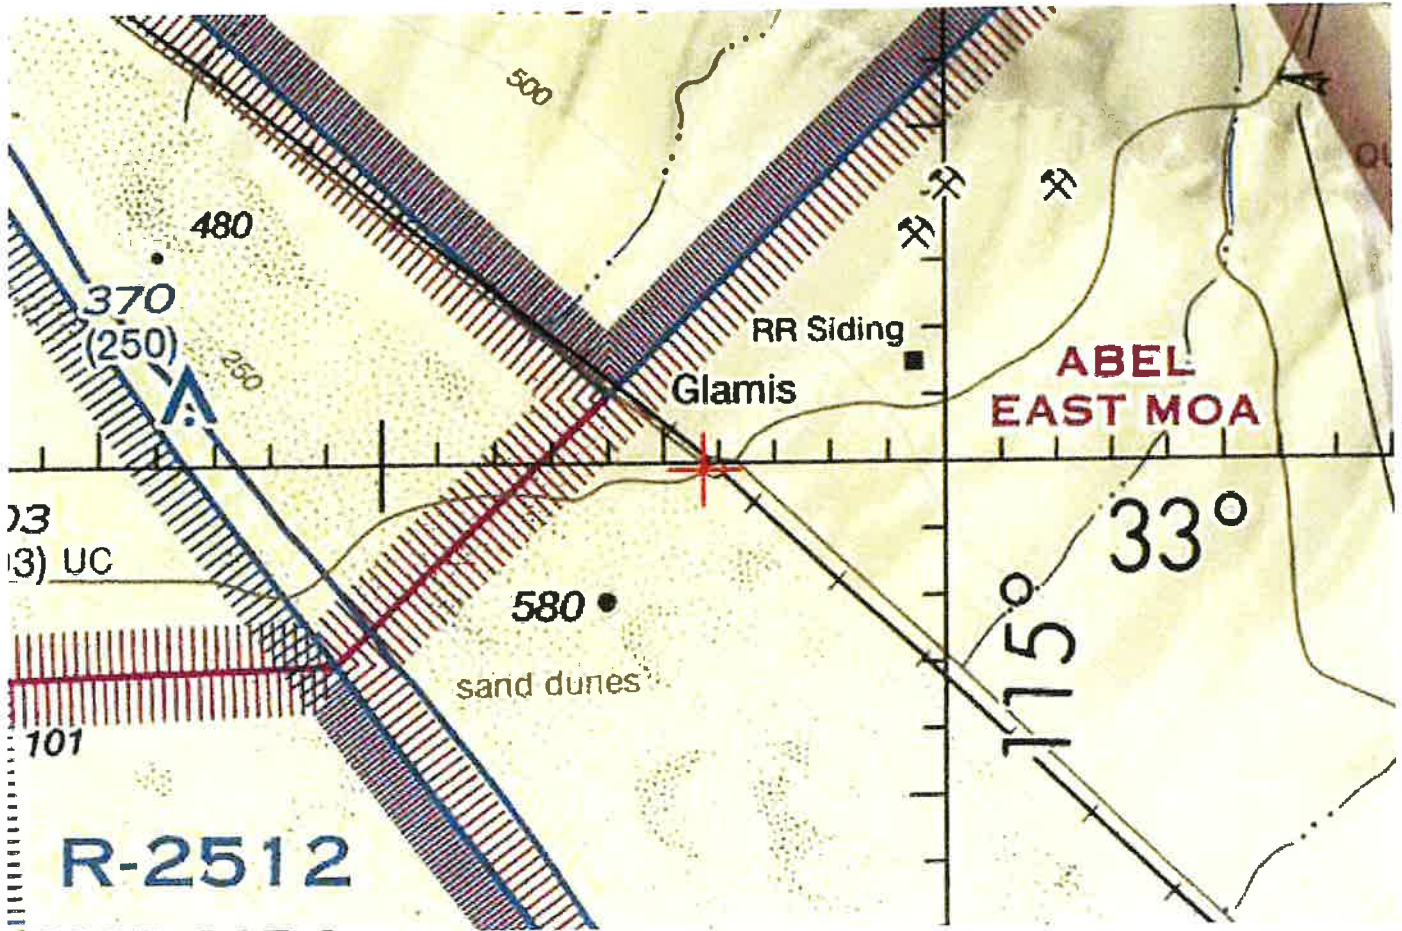 500
480
370
(250)
250
RR Siding
Glamis
ABEL
EAST MOA
33°
115°
3) UC
580
sand dunes
101
R-2512